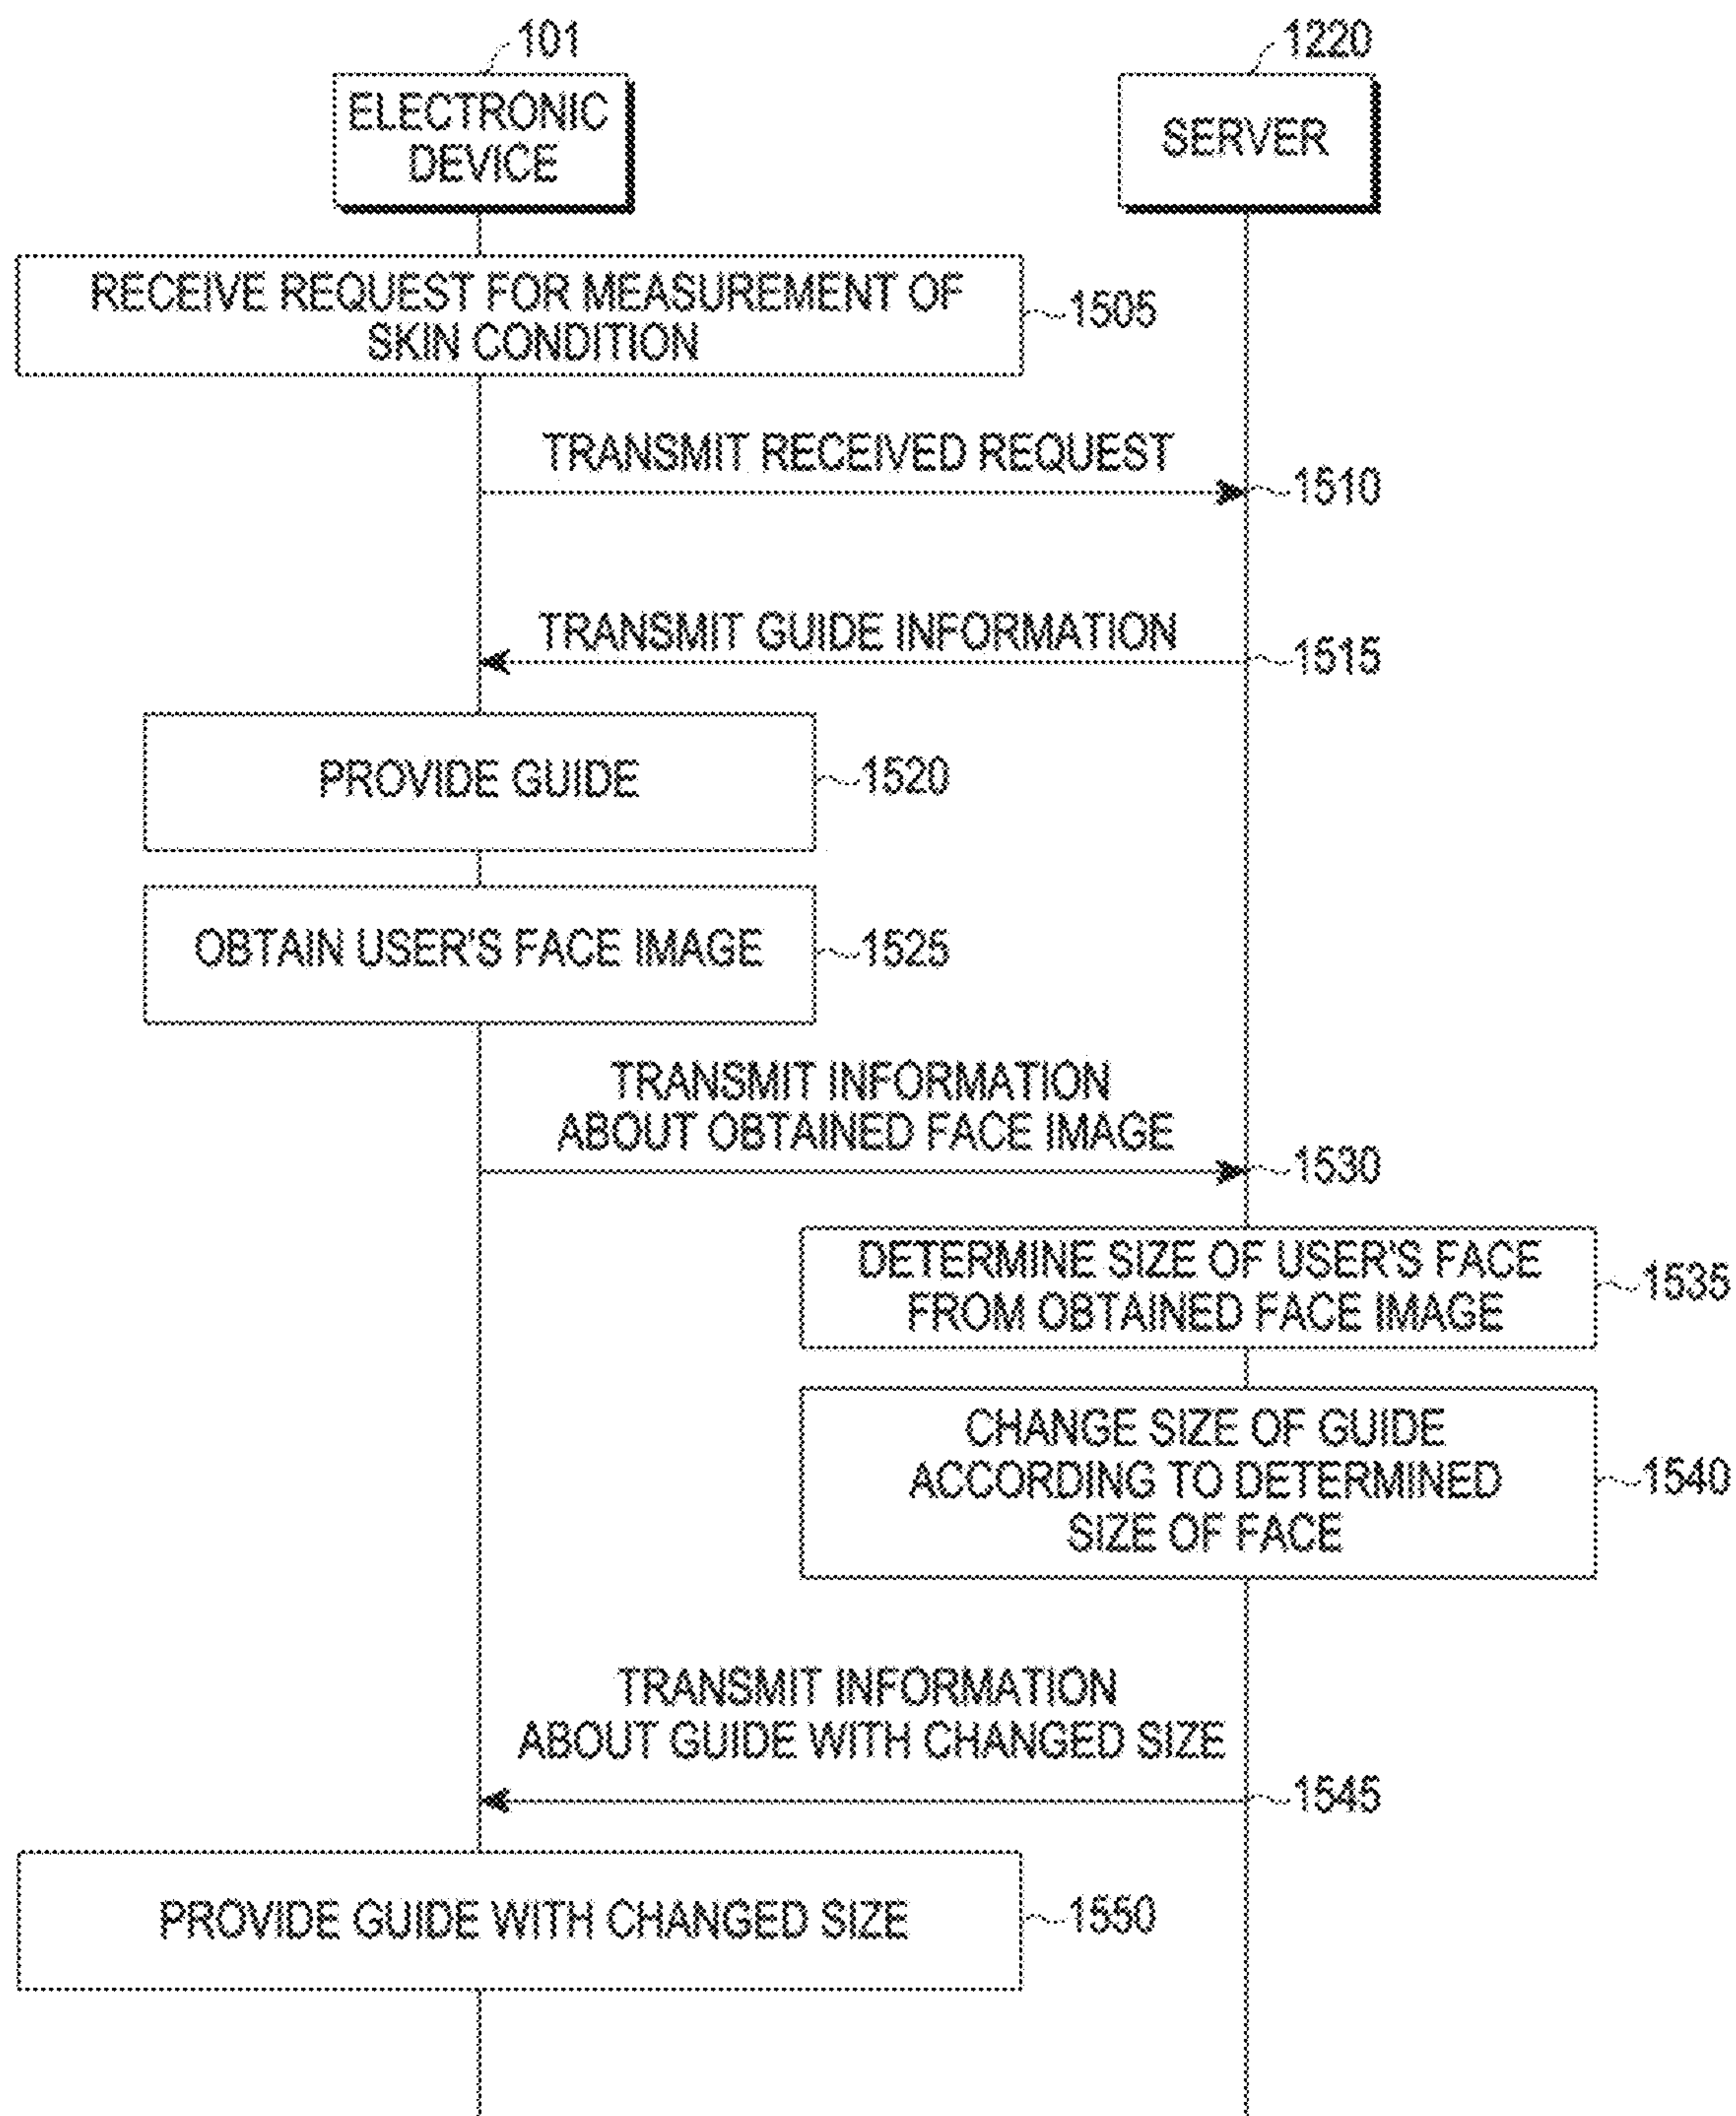 101
1220
ELECTRONIC
DEVICE
SERVER
RECEIVE REQUEST FOR MEASUREMENT OF
SKIN CONDITION
1505
TRANSMIT RECEIVED REQUEST
1510
TRANSMIT GUIDE INFORMATION
1515
PROVIDE GUIDE
1520
OBTAIN USER'S FACE IMAGE
1525
TRANSMIT INFORMATION
ABOUT OBTAINED FACE IMAGE
1530
DETERMINE SIZE OF USER'S FACE
FROM OBTAINED FACE IMAGE
1535
CHANGE SIZE OF GUIDE
ACCORDING TO DETERMINED
SIZE OF FACE
1540
TRANSMIT INFORMATION
ABOUT GUIDE WITH CHANGED SIZE
1545
PROVIDE GUIDE WITH CHANGED SIZE
1550